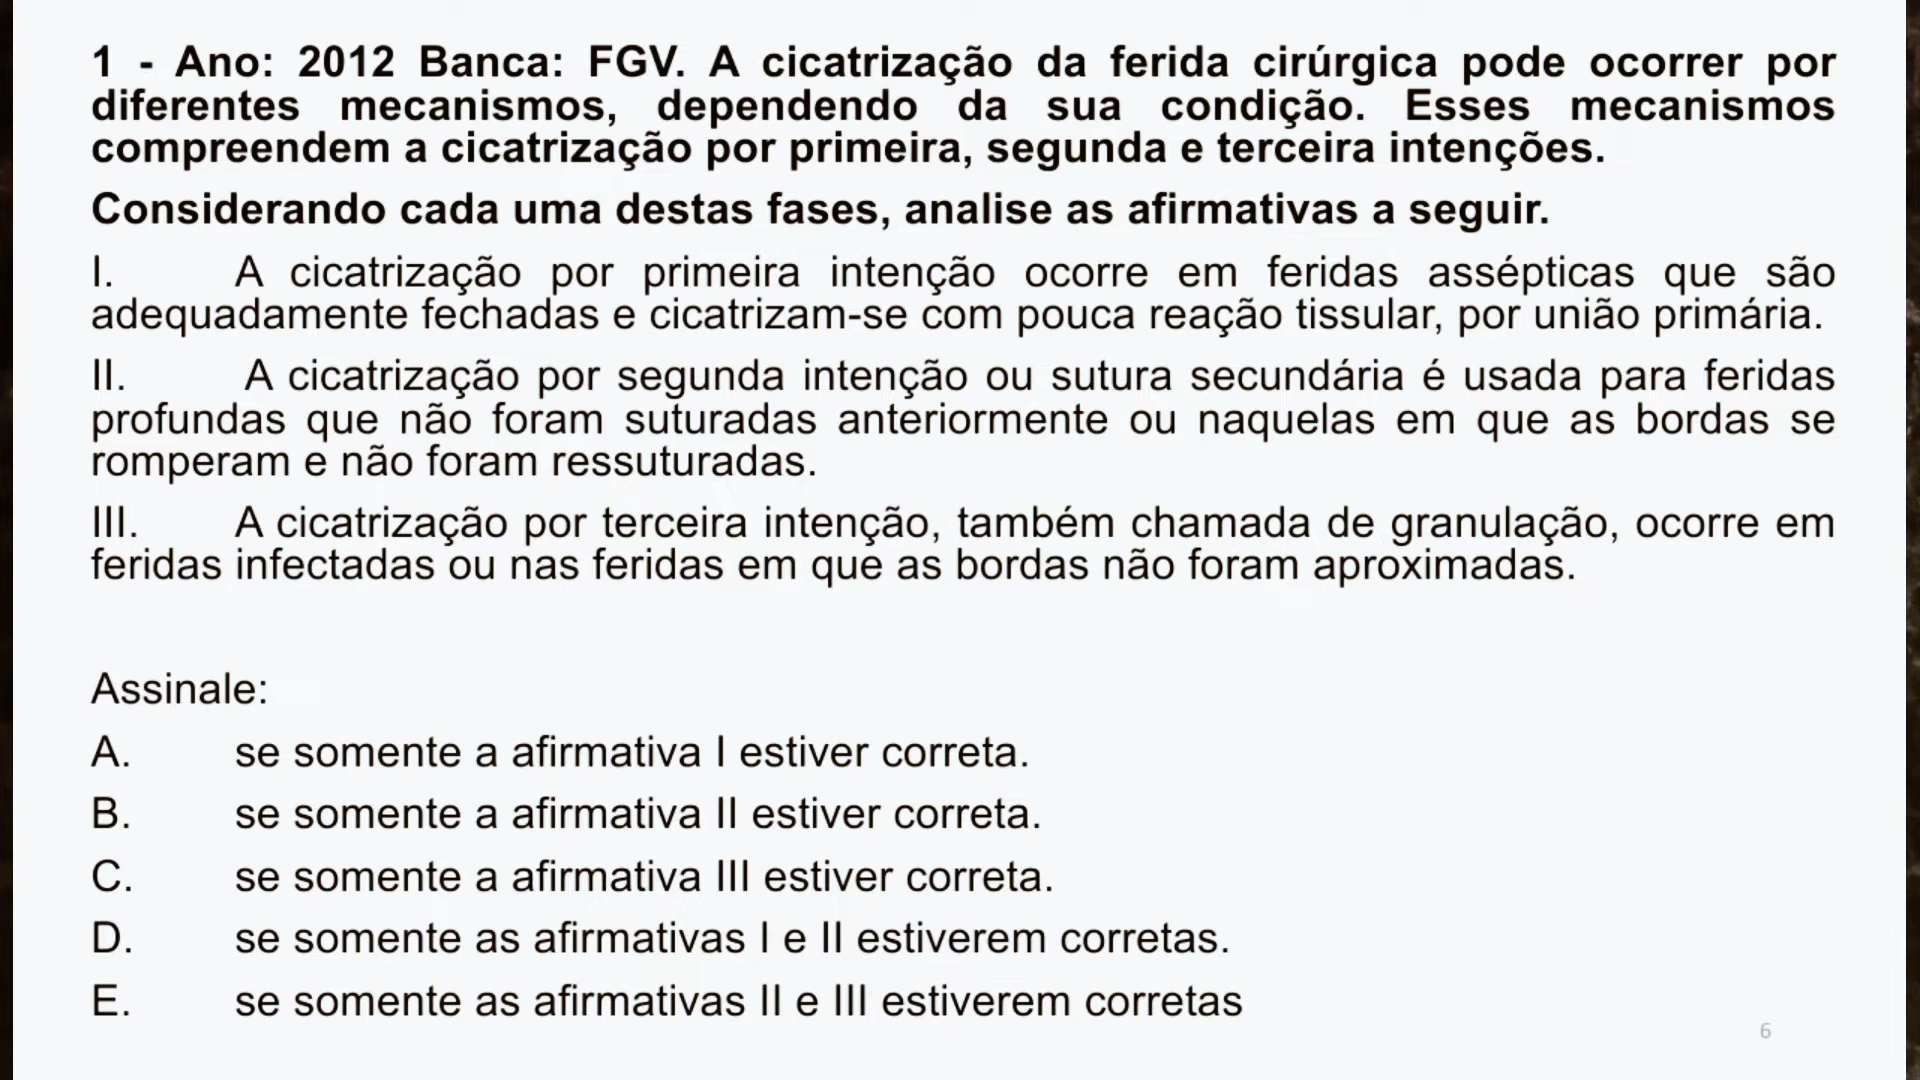 1 - Ano: 2012 Banca: FGV. A cicatrização da ferida cirúrgica pode ocorrer por
diferentes mecanismos, dependendo da sua condição. Esses mecanismos
compreendem a cicatrização por primeira, segunda e terceira intenções.
Considerando cada uma destas fases, analise as afirmativas a seguir.
I. A cicatrização por primeira intenção ocorre em feridas assépticas que são
adequadamente fechadas e cicatrizam-se com pouca reação tissular, por união primária.
II. A cicatrização por segunda intenção ou sutura secundária é usada para feridas
profundas que não foram suturadas anteriormente ou naquelas em que as bordas se
romperam e não foram ressuturadas.
III. A cicatrização por terceira intenção, também chamada de granulação, ocorre em
feridas infectadas ou nas feridas em que as bordas não foram aproximadas.
Assinale:
A. se somente a afirmativa I estiver correta.
B. se somente a afirmativa II estiver correta.
C. se somente a afirmativa III estiver correta.
D. se somente as afirmativas I e II estiverem corretas.
E. se somente as afirmativas II e III estiverem corretas
6